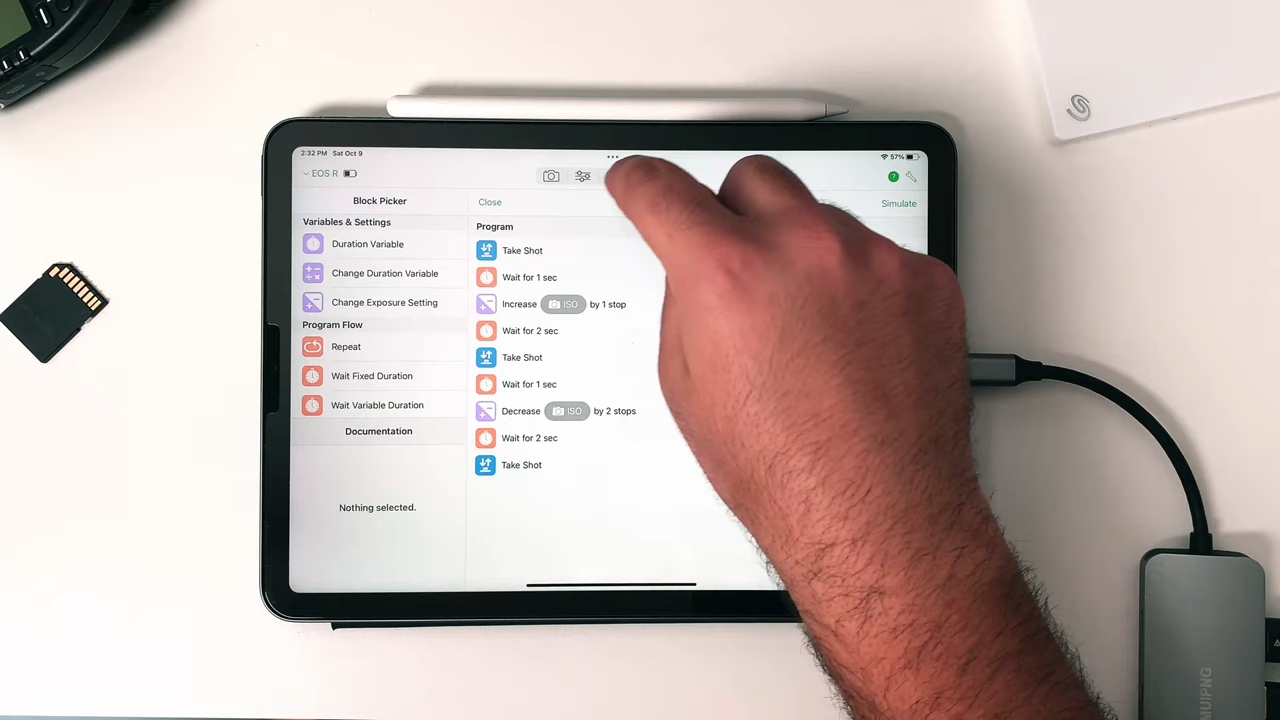 2:32 PM Sat Oct 9
57%
EOS R
Block Picker
Close
Simulate
Variables & Settings
Duration Variable
Change Duration Variable
Change Exposure Setting
Program Flow
Repeat
Wait Fixed Duration
Wait Variable Duration
Documentation
Nothing selected.
Program
Take Shot
Wait for 1 sec
Increase ISO by 1 stop
Wait for 2 sec
Take Shot
Wait for 1 sec
Decrease ISO by 2 stops
Wait for 2 sec
Take Shot